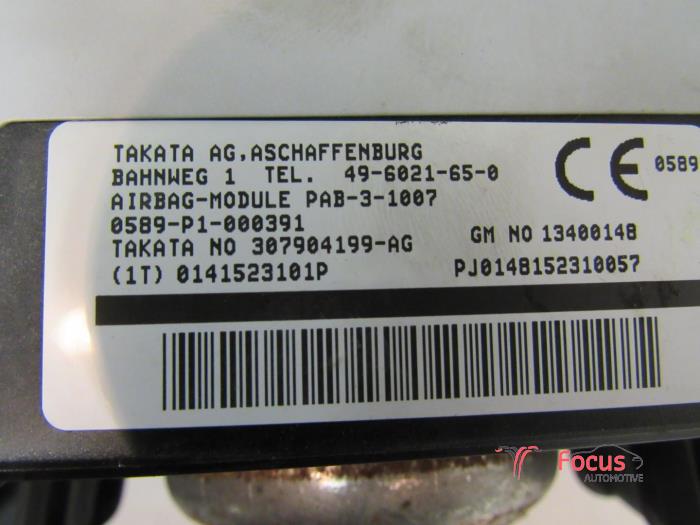 TAKATA AG,ASCHAFFENBURG
BAHNWEG 1 TEL. 49-6021-65-0
AIRBAG-MODULE PAB-3-1007
0589-P1-000391
TAKATA NO 307904199-AG
(1T) 0141523101P
CE 0589
GM NO 13400148
PJ0148152310057
Focus
AUTOMOTIVE